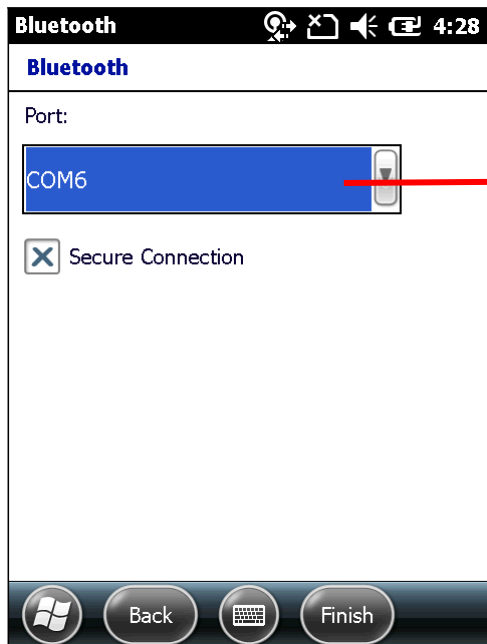 Bluetooth 4:28
Bluetooth
Port:
COM6
Secure Connection
Back Finish